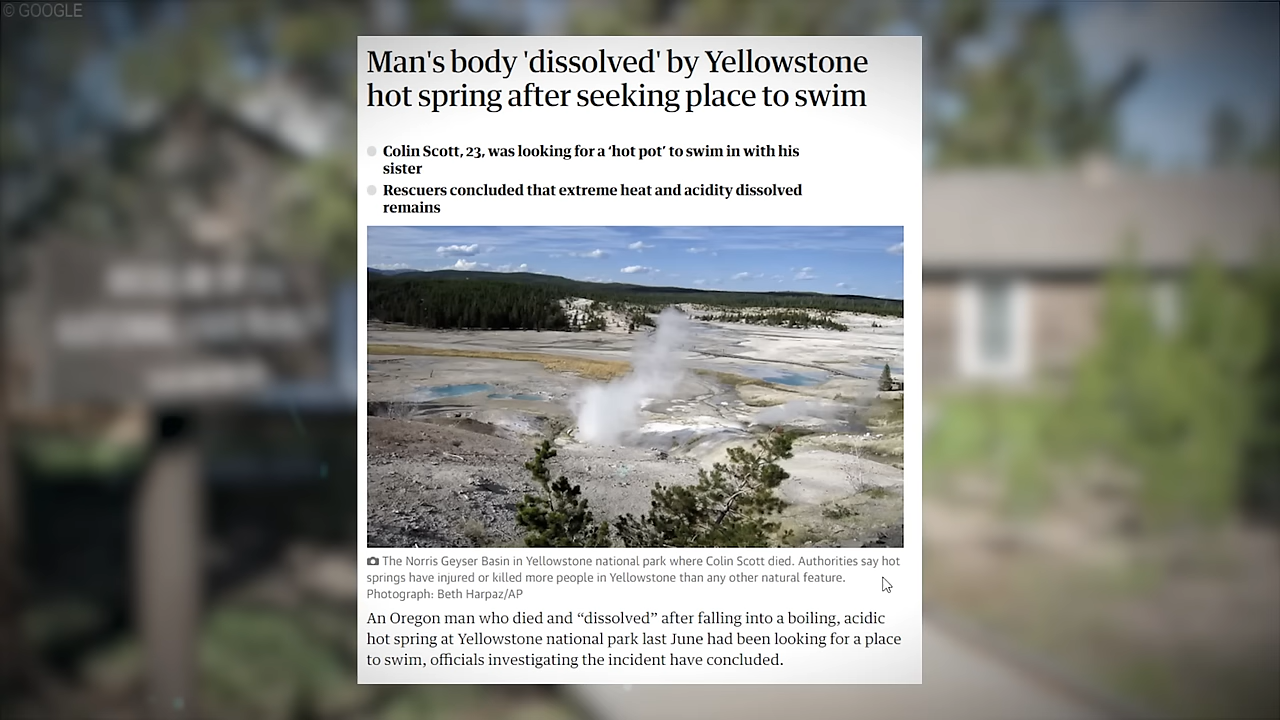 © GOOGLE
Man's body 'dissolved' by Yellowstone
hot spring after seeking place to swim
Colin Scott, 23, was looking for a ‘hot pot’ to swim in with his
sister
Rescuers concluded that extreme heat and acidity dissolved
remains
The Norris Geyser Basin in Yellowstone national park where Colin Scott died. Authorities say hot
springs have injured or killed more people in Yellowstone than any other natural feature.
Photograph: Beth Harpaz/AP
An Oregon man who died and “dissolved” after falling into a boiling, acidic
hot spring at Yellowstone national park last June had been looking for a place
to swim, officials investigating the incident have concluded.